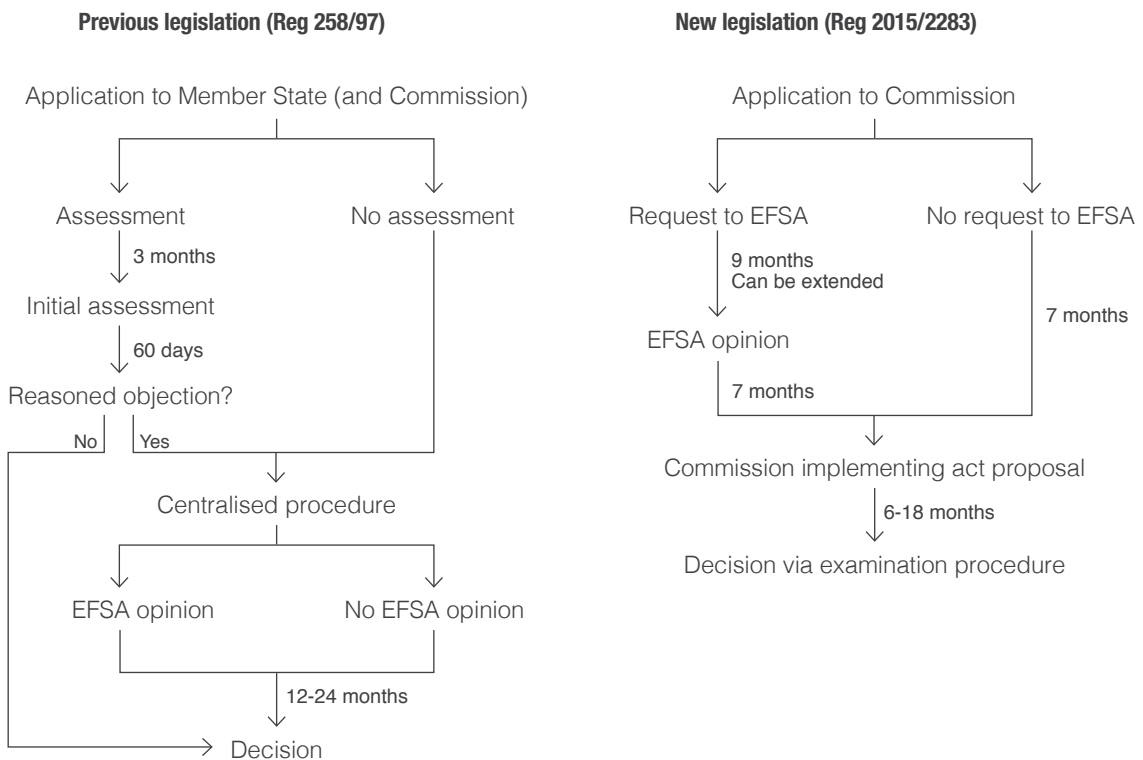 Previous legislation (Reg 258/97)
Application to Member State (and Commission)
Assessment
No assessment
3 months
Initial assessment
60 days
Reasoned objection?
No
Yes
Centralised procedure
EFSA opinion
No EFSA opinion
12-24 months
Decision
New legislation (Reg 2015/2283)
Application to Commission
Request to EFSA
No request to EFSA
9 months
Can be extended
7 months
EFSA opinion
7 months
Commission implementing act proposal
6-18 months
Decision via examination procedure